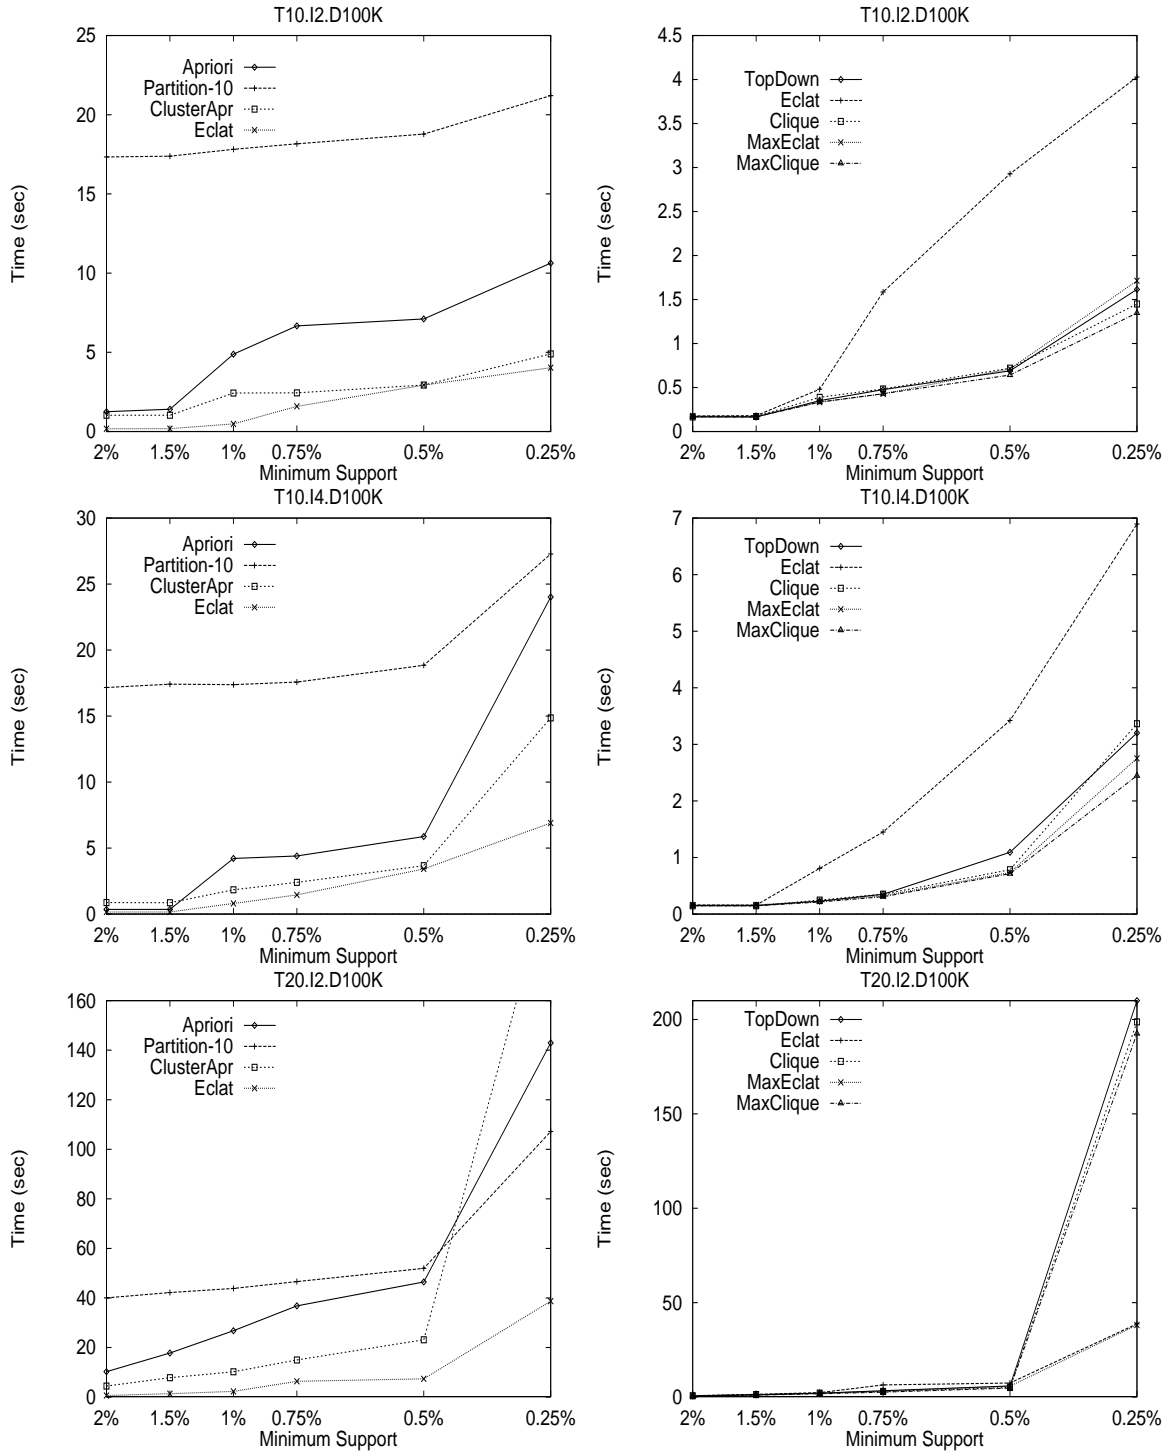 T10.I2.D100K
25
20
15
10
5
0
Time (sec)
Apriori
Partition-10
ClusterApr
Eclat
2% 1.5% 1% 0.75% 0.5% 0.25%
Minimum Support
T10.I2.D100K
4.5
4
3.5
3
2.5
2
1.5
1
0.5
0
Time (sec)
TopDown
Eclat
Clique
MaxEclat
MaxClique
2% 1.5% 1% 0.75% 0.5% 0.25%
Minimum Support
T10.I4.D100K
30
25
20
15
10
5
0
Time (sec)
Apriori
Partition-10
ClusterApr
Eclat
2% 1.5% 1% 0.75% 0.5% 0.25%
Minimum Support
T10.I4.D100K
7
6
5
4
3
2
1
0
Time (sec)
TopDown
Eclat
Clique
MaxEclat
MaxClique
2% 1.5% 1% 0.75% 0.5% 0.25%
Minimum Support
T20.I2.D100K
160
140
120
100
80
60
40
20
0
Time (sec)
Apriori
Partition-10
ClusterApr
Eclat
2% 1.5% 1% 0.75% 0.5% 0.25%
Minimum Support
T20.I2.D100K
200
150
100
50
0
Time (sec)
TopDown
Eclat
Clique
MaxEclat
MaxClique
2% 1.5% 1% 0.75% 0.5% 0.25%
Minimum Support